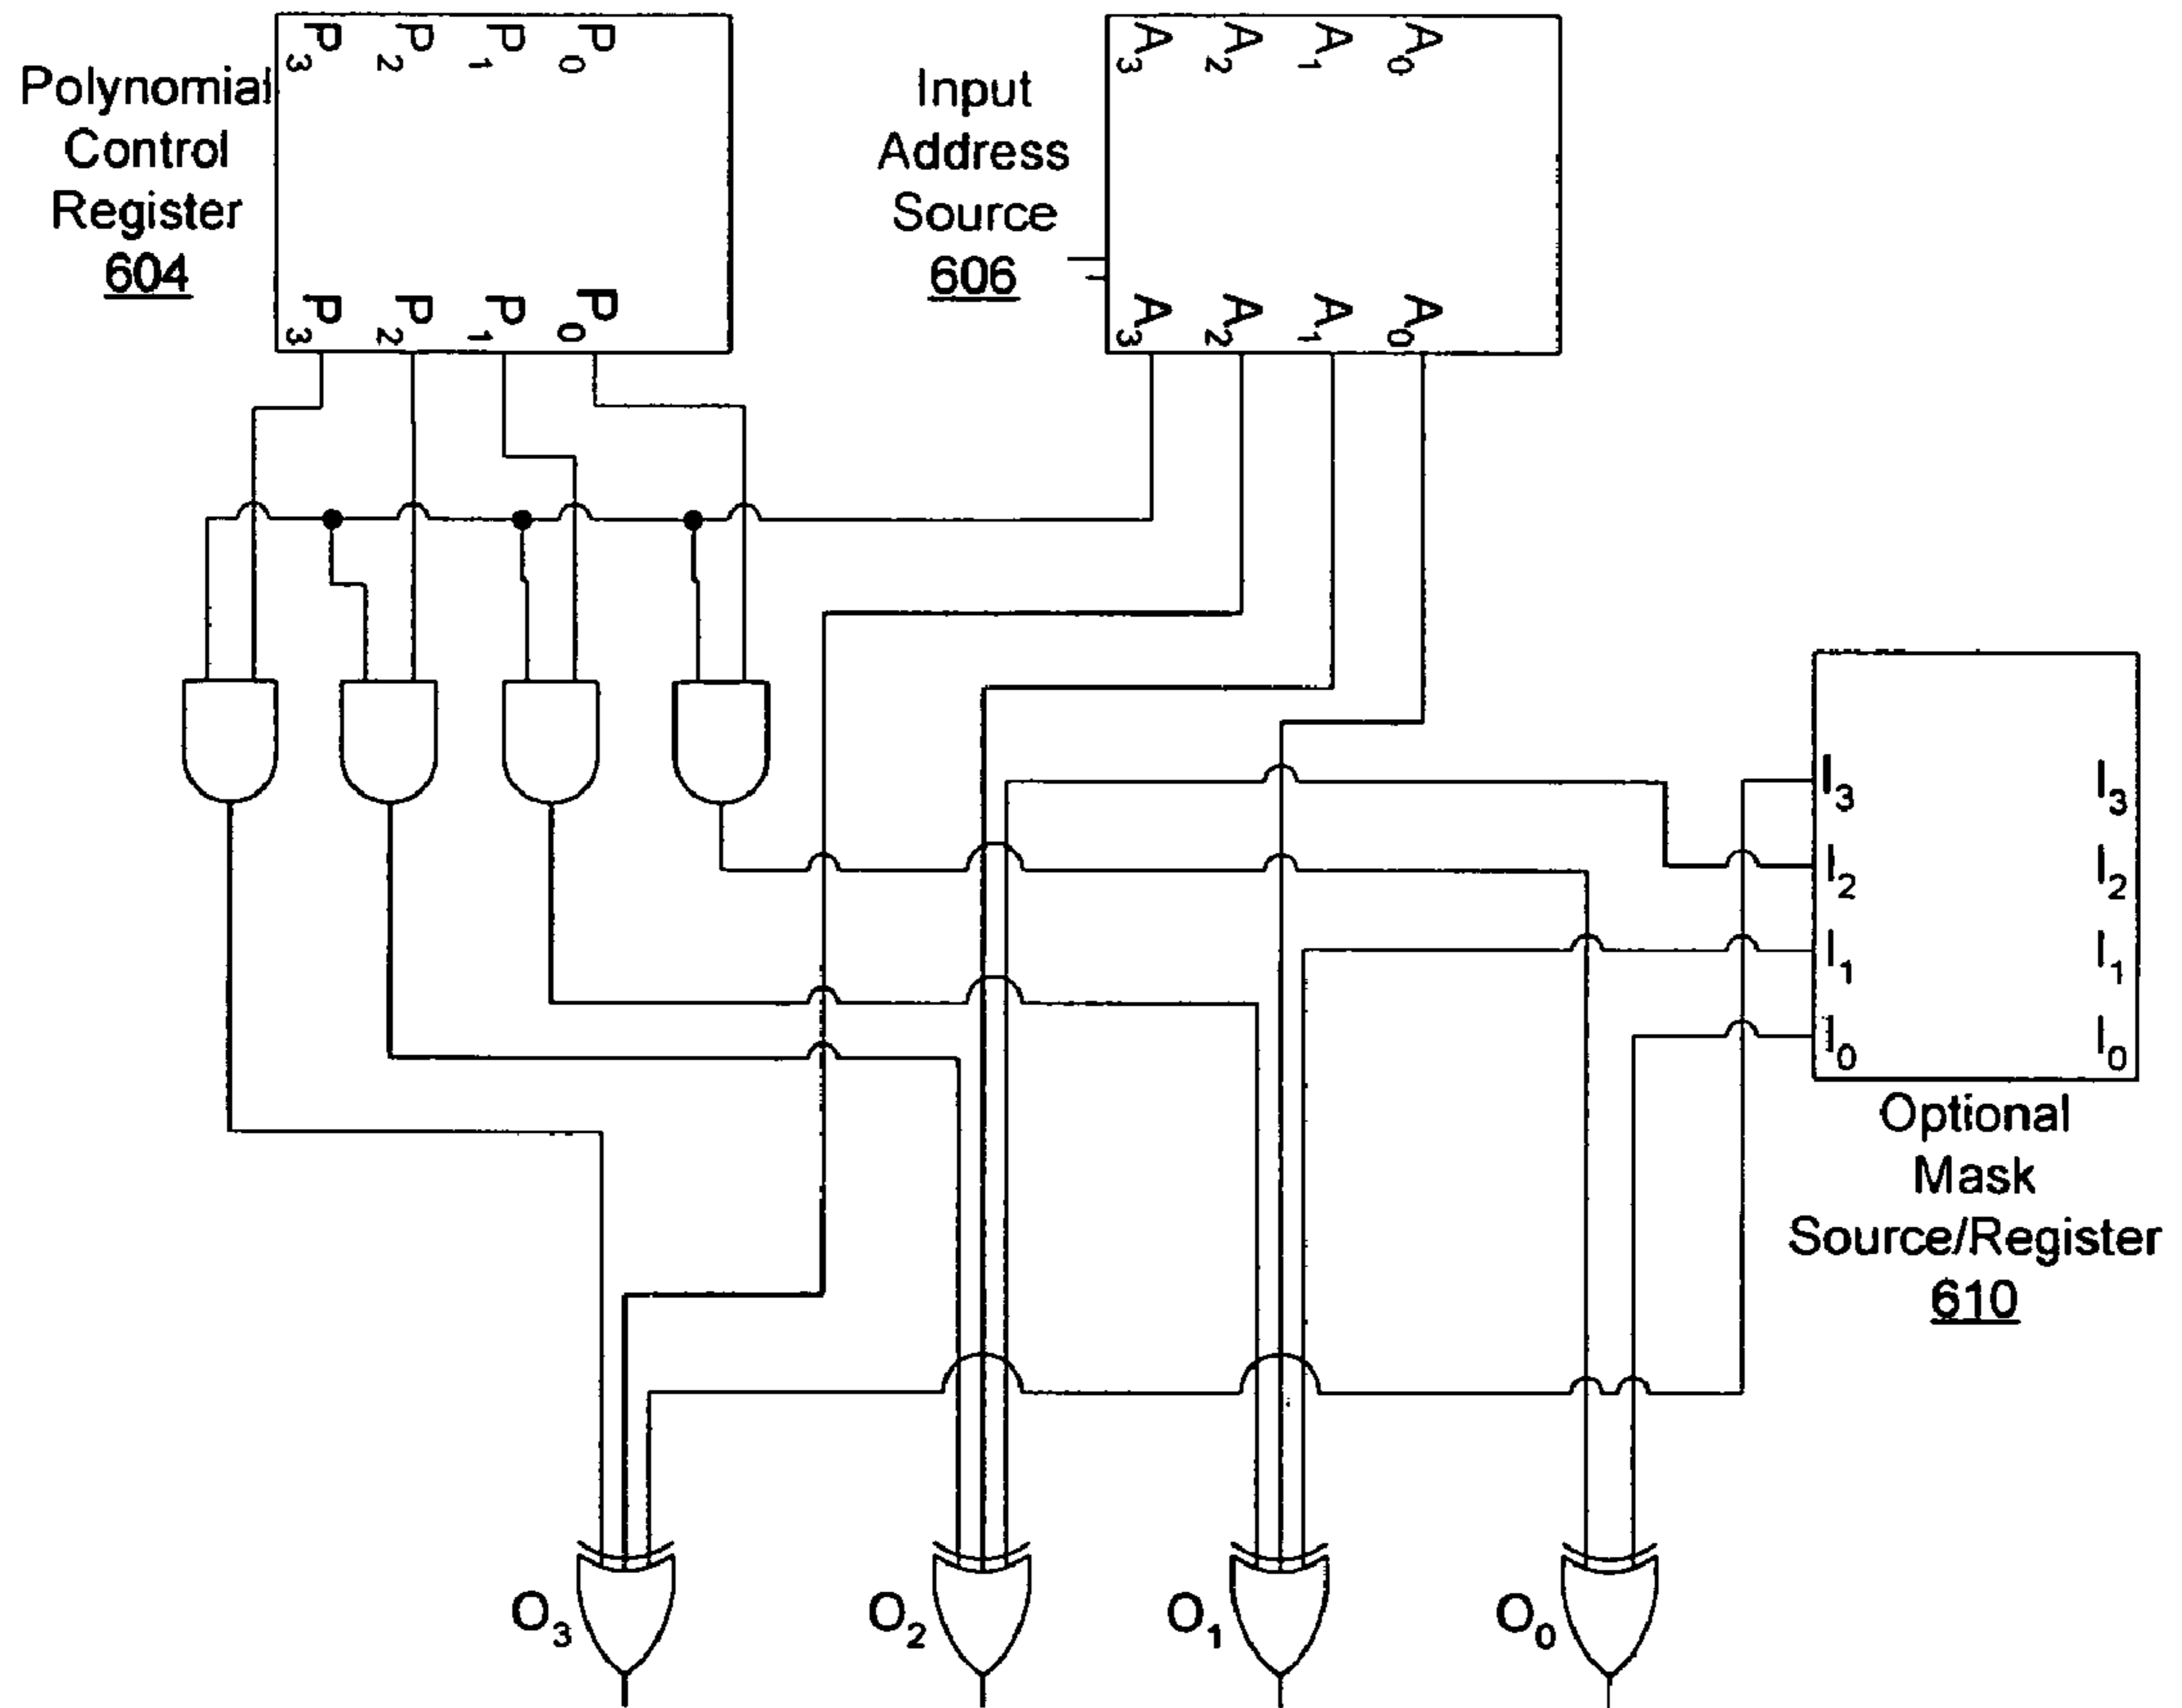 P3 P2 P1 P0
Polynomial
Control
Register
604
P3 P2 P1 P0
A3 A2 A1 A0
Input
Address
Source
606
A3 A2 A1 A0
I3 I3
I2 I2
I1 I1
I0 I0
Optional
Mask
Source/Register
610
O3 O2 O1 O0